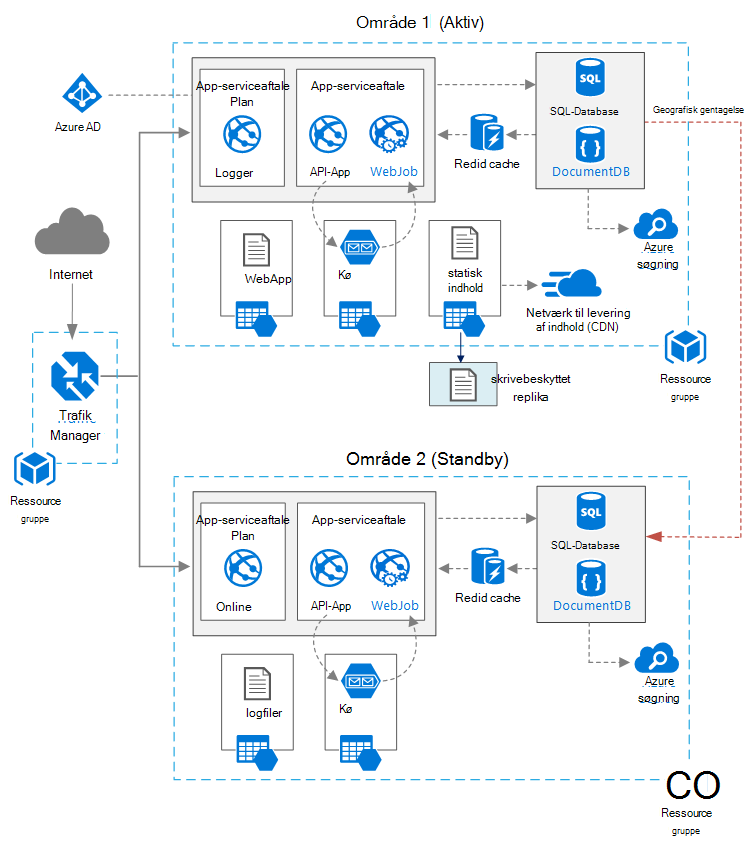 Område 1 (Aktiv)
App-serviceaftale
Plan
App-serviceaftale
SQL
SQL-Database
Geografisk gentagelse
Azure AD
Logger
API-App
WebJob
Redid cache
DocumentDB
Internet
WebApp
Kø
statisk
indhold
Azure
søgning
Netværk til levering
af indhold (CDN)
skrivebeskyttet
replika
Ressource
gruppe
Trafik
Manager
Ressource
gruppe
Område 2 (Standby)
App-serviceaftale
Plan
App-serviceaftale
SQL
SQL-Database
Online
API-App
WebJob
Redid cache
DocumentDB
logfiler
Kø
Azure
søgning
CO
Ressource
gruppe